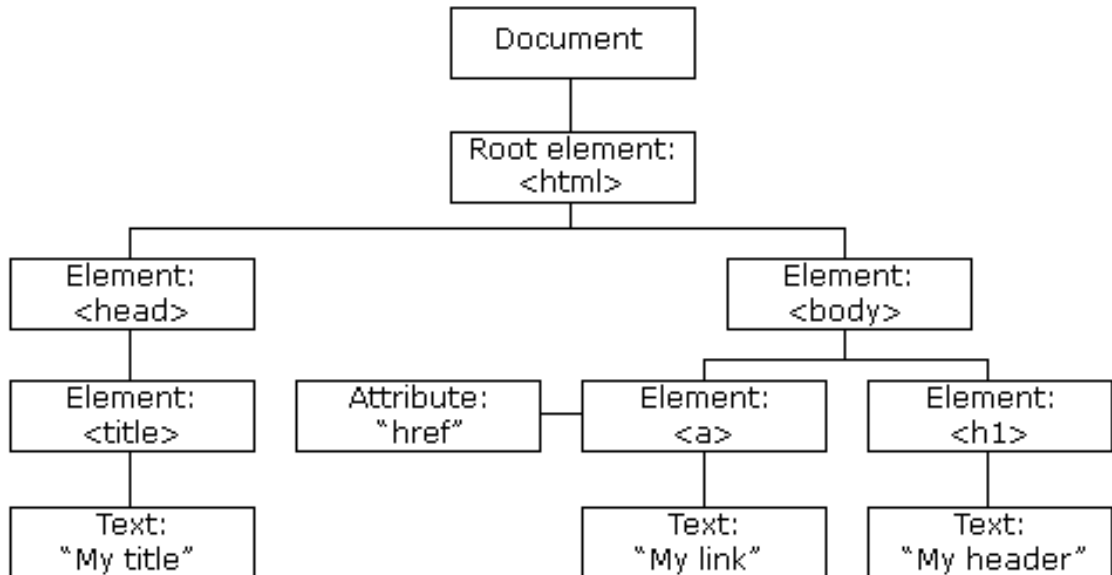 Document
Root element:
<html>
Element:
<head>
Element:
<body>
Element:
<title>
Attribute:
“href”
Element:
<a>
Element:
<h1>
Text:
“My title”
Text:
“My link”
Text:
“My header”